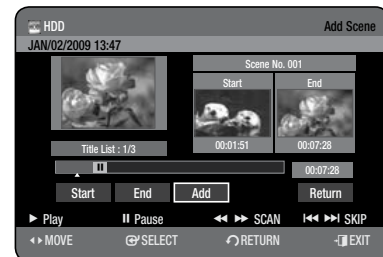 HDD Add Scene
JAN/02/2009 13:47
Scene No. 001
Start End
00:01:51 00:07:28
Title List : 1/3
00:07:28
Start End Add Return
► Play II Pause ◄◄ ►► SCAN I◄◄ ►►I SKIP
◄► MOVE SELECT RETURN EXIT